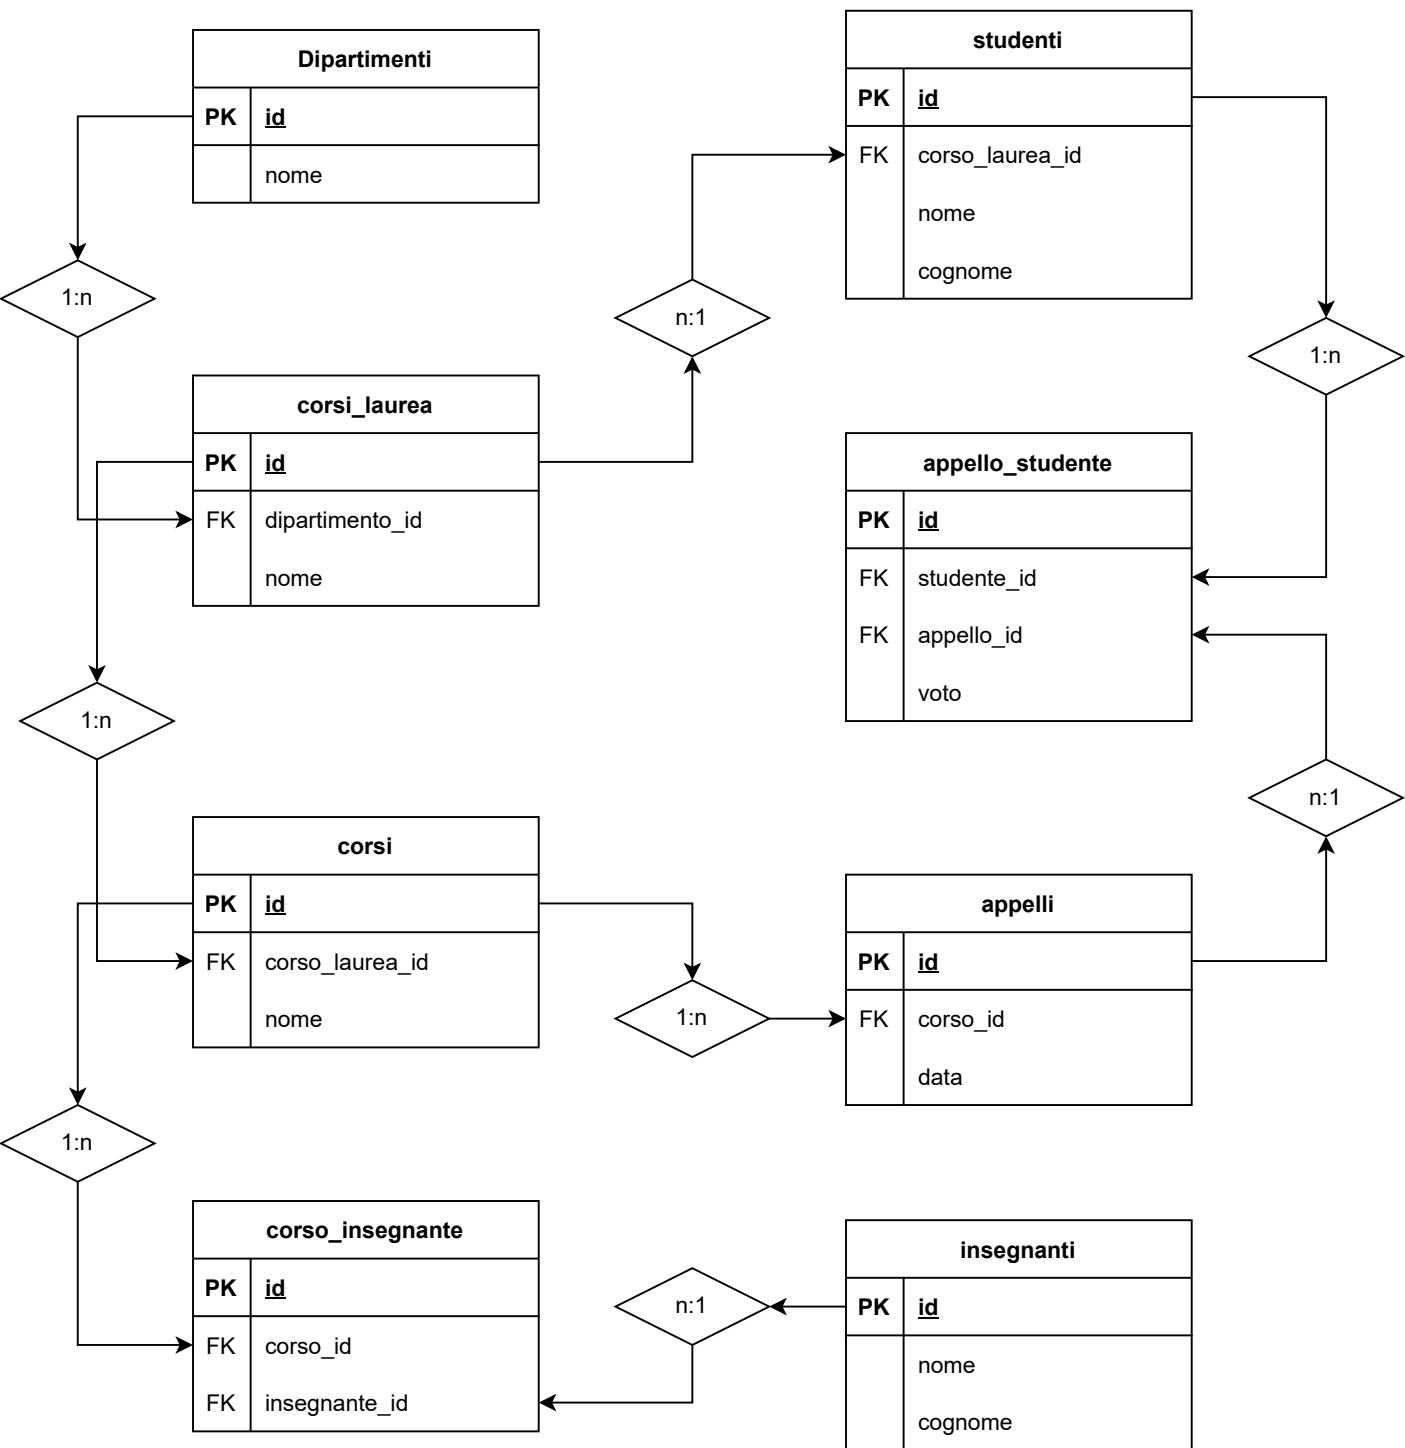 Dipartimenti
PK id
nome
1:n
studenti
PK id
FK corso_laurea_id
nome
cognome
n:1
1:n
corsi_laurea
PK id
FK dipartimento_id
nome
appello_studente
PK id
FK studente_id
FK appello_id
voto
1:n
n:1
corsi
PK id
FK corso_laurea_id
nome
1:n
appelli
PK id
FK corso_id
data
1:n
corso_insegnante
PK id
FK corso_id
FK insegnante_id
n:1
insegnanti
PK id
nome
cognome